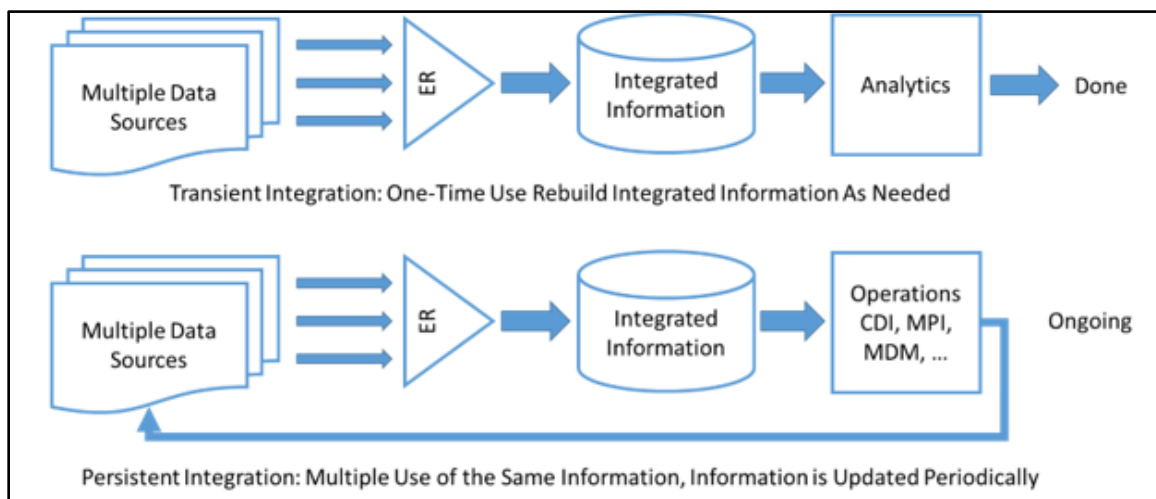 Multiple Data
Sources
ER
Integrated
Information
Analytics
Done
Transient Integration: One-Time Use Rebuild Integrated Information As Needed
Multiple Data
Sources
ER
Integrated
Information
Operations
CDI, MPI,
MDM, ...
Ongoing
Persistent Integration: Multiple Use of the Same Information, Information is Updated Periodically